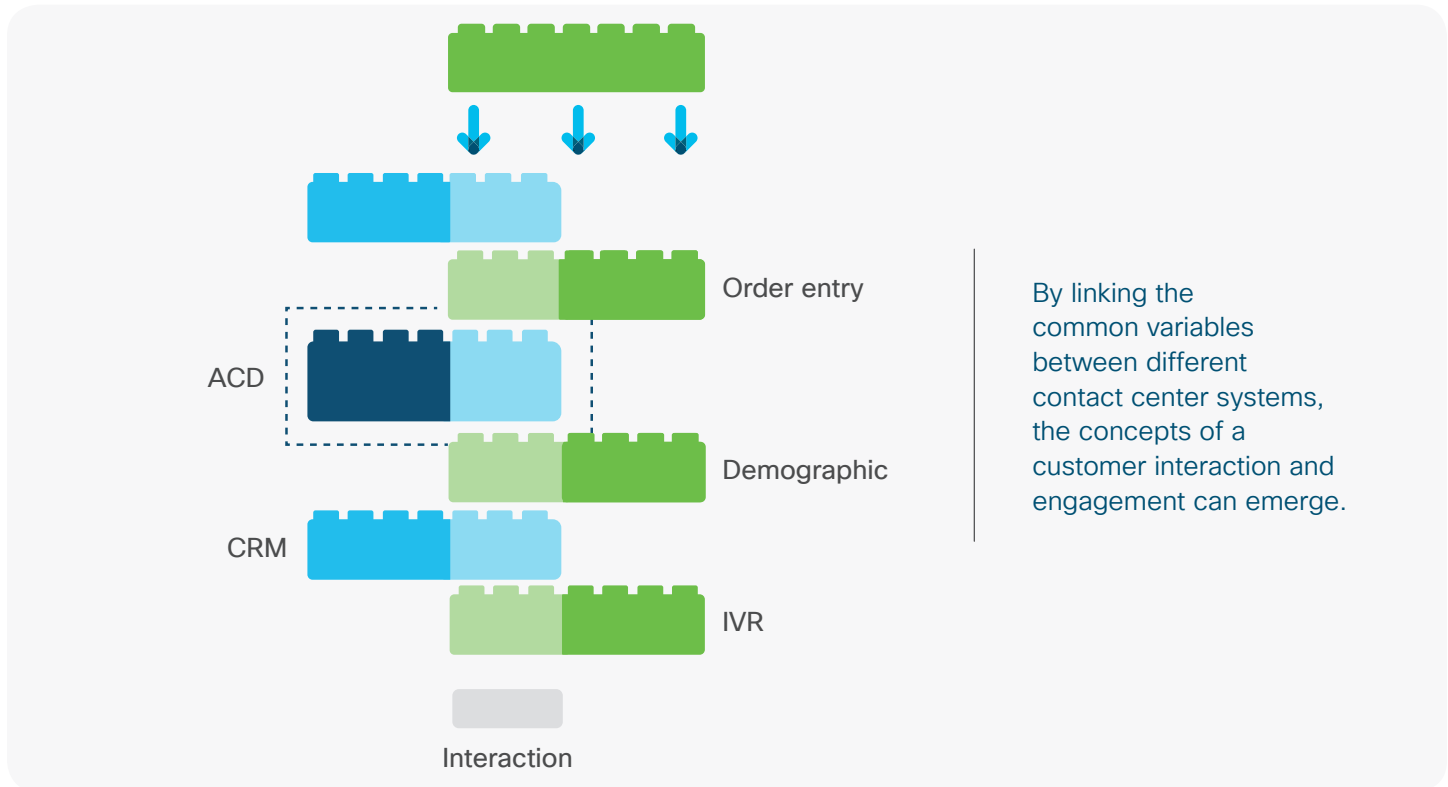 Order entry
ACD
Demographic
CRM
IVR
Interaction
By linking the
common variables
between different
contact center systems,
the concepts of a
customer interaction and
engagement can emerge.